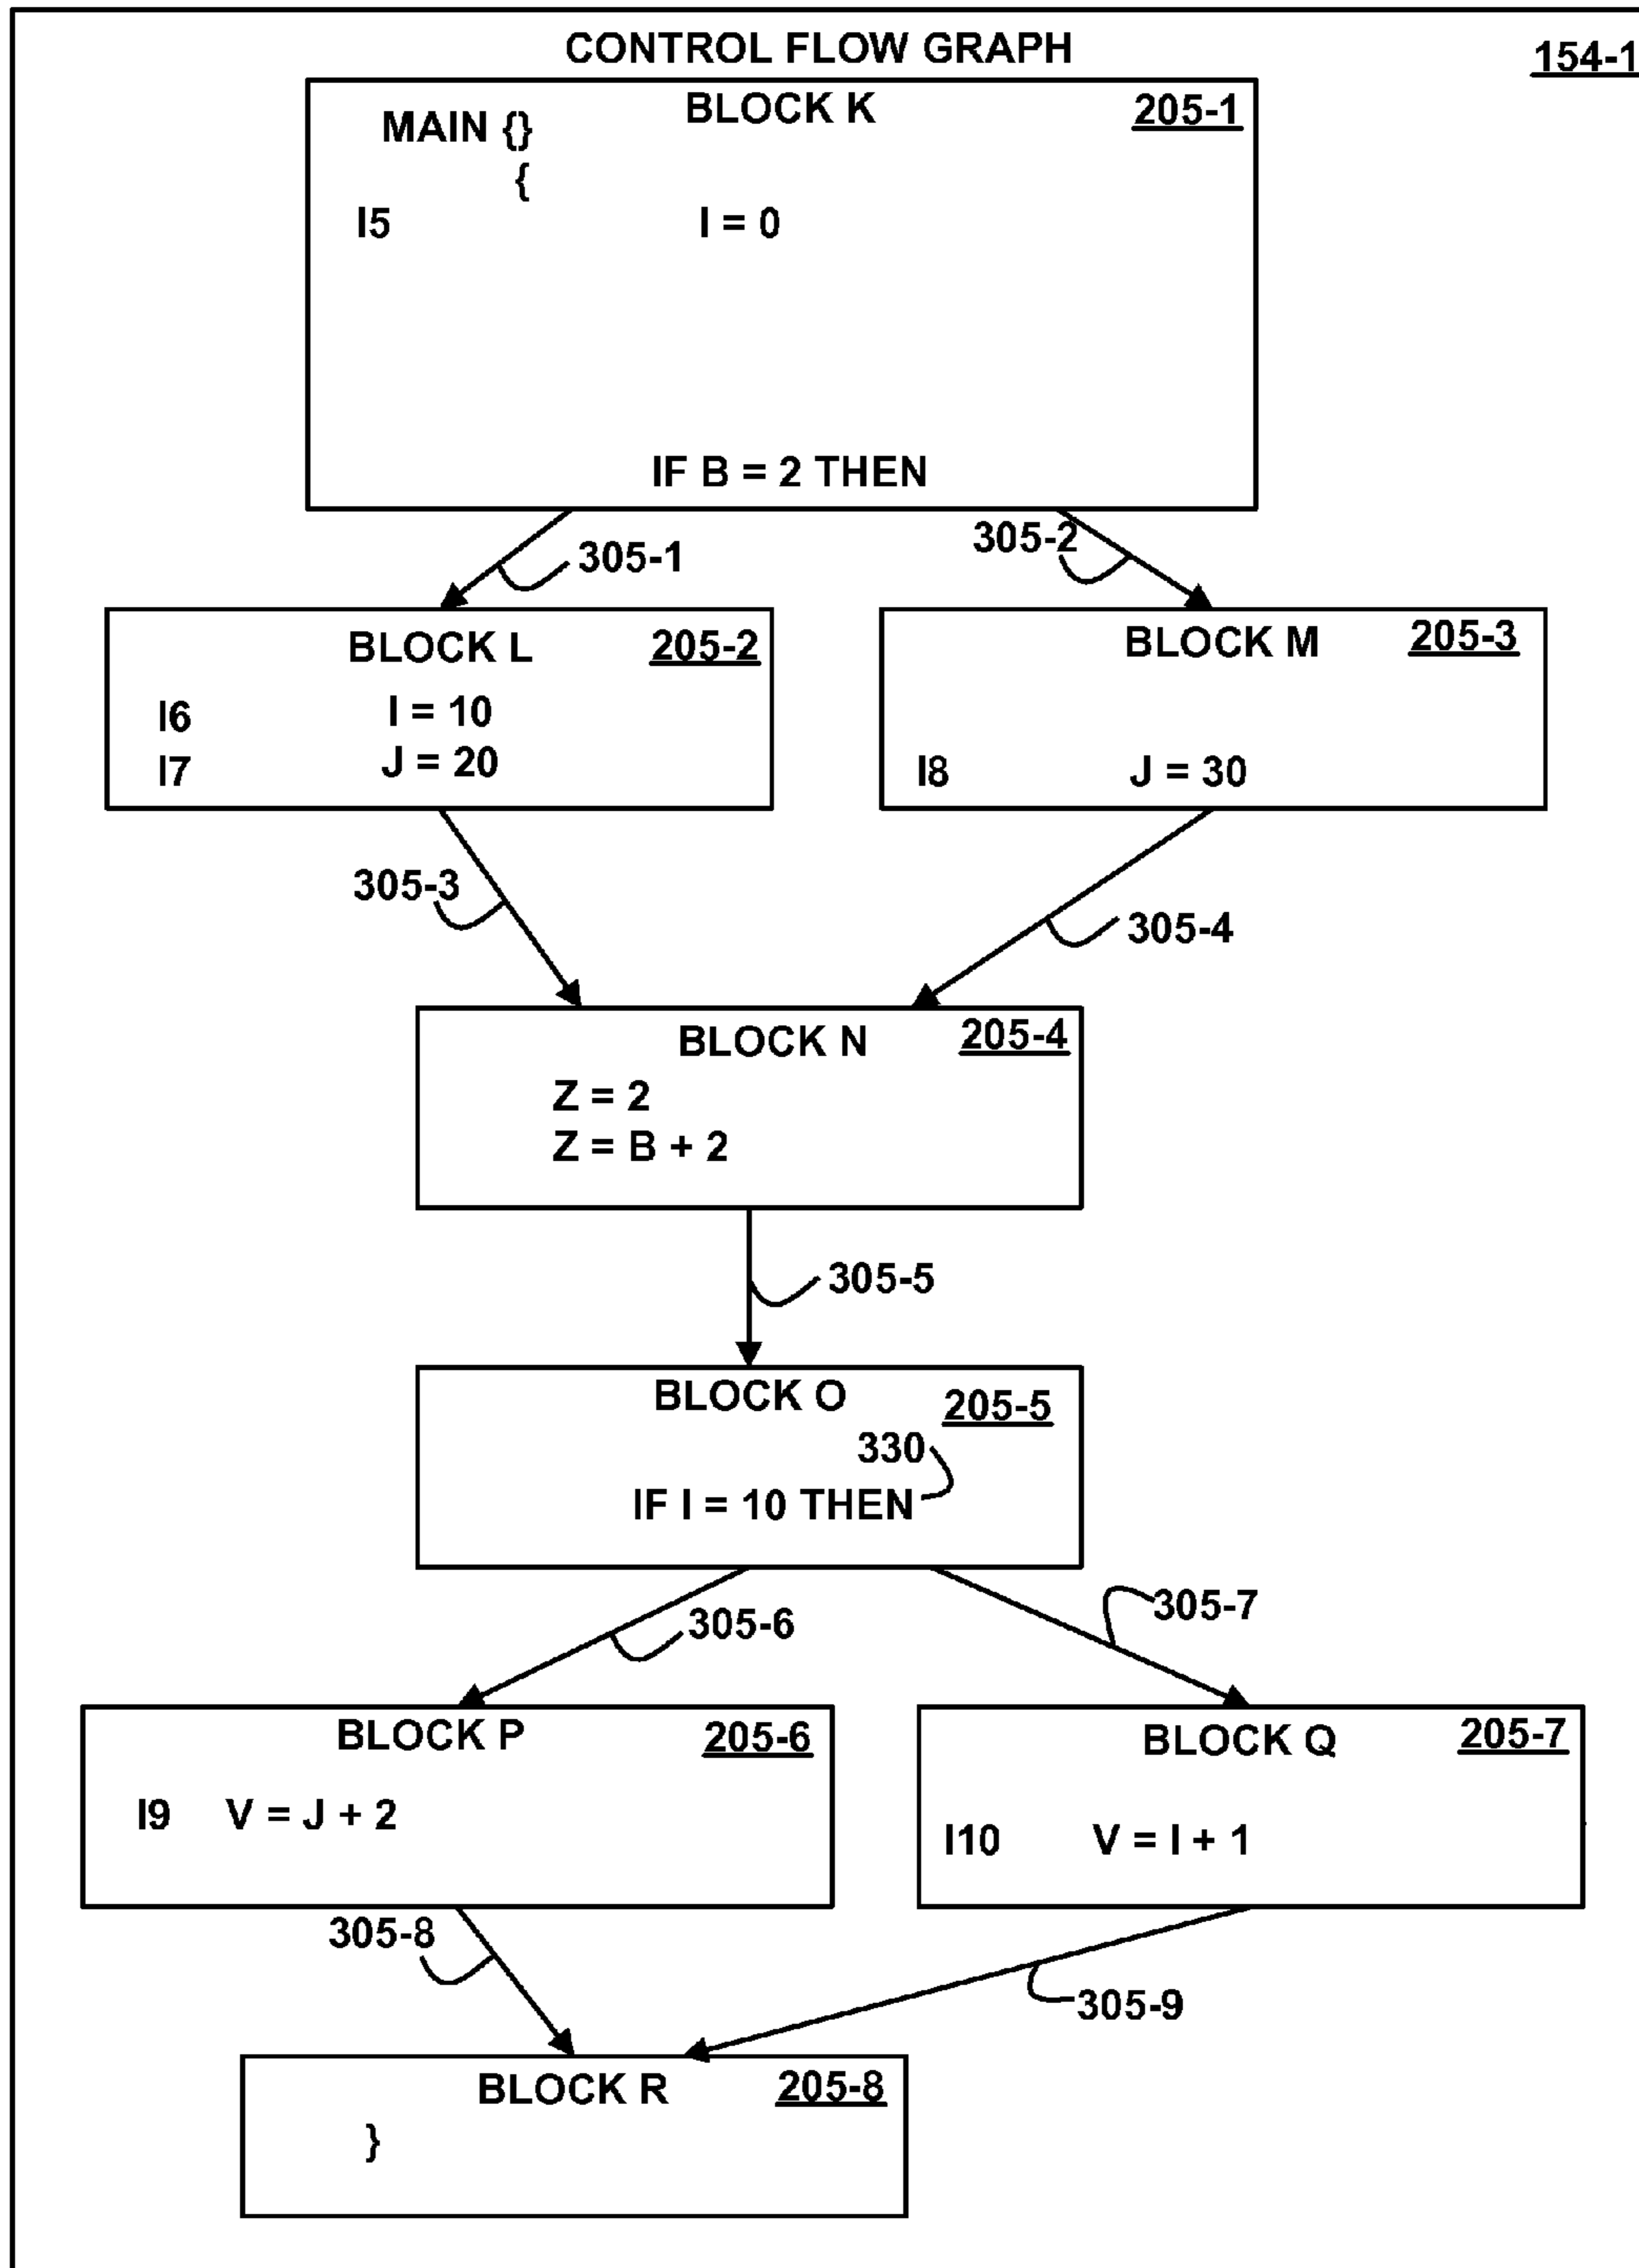 CONTROL FLOW GRAPH
154-1
BLOCK K
205-1
MAIN {}
{
I5 I = 0
IF B = 2 THEN
305-1
305-2
BLOCK L
205-2
I6 I = 10
I7 J = 20
BLOCK M
205-3
I8 J = 30
305-3
305-4
BLOCK N
205-4
Z = 2
Z = B + 2
305-5
BLOCK O
205-5
330
IF I = 10 THEN
305-6
305-7
BLOCK P
205-6
I9 V = J + 2
BLOCK Q
205-7
I10 V = I + 1
305-8
305-9
BLOCK R
205-8
}